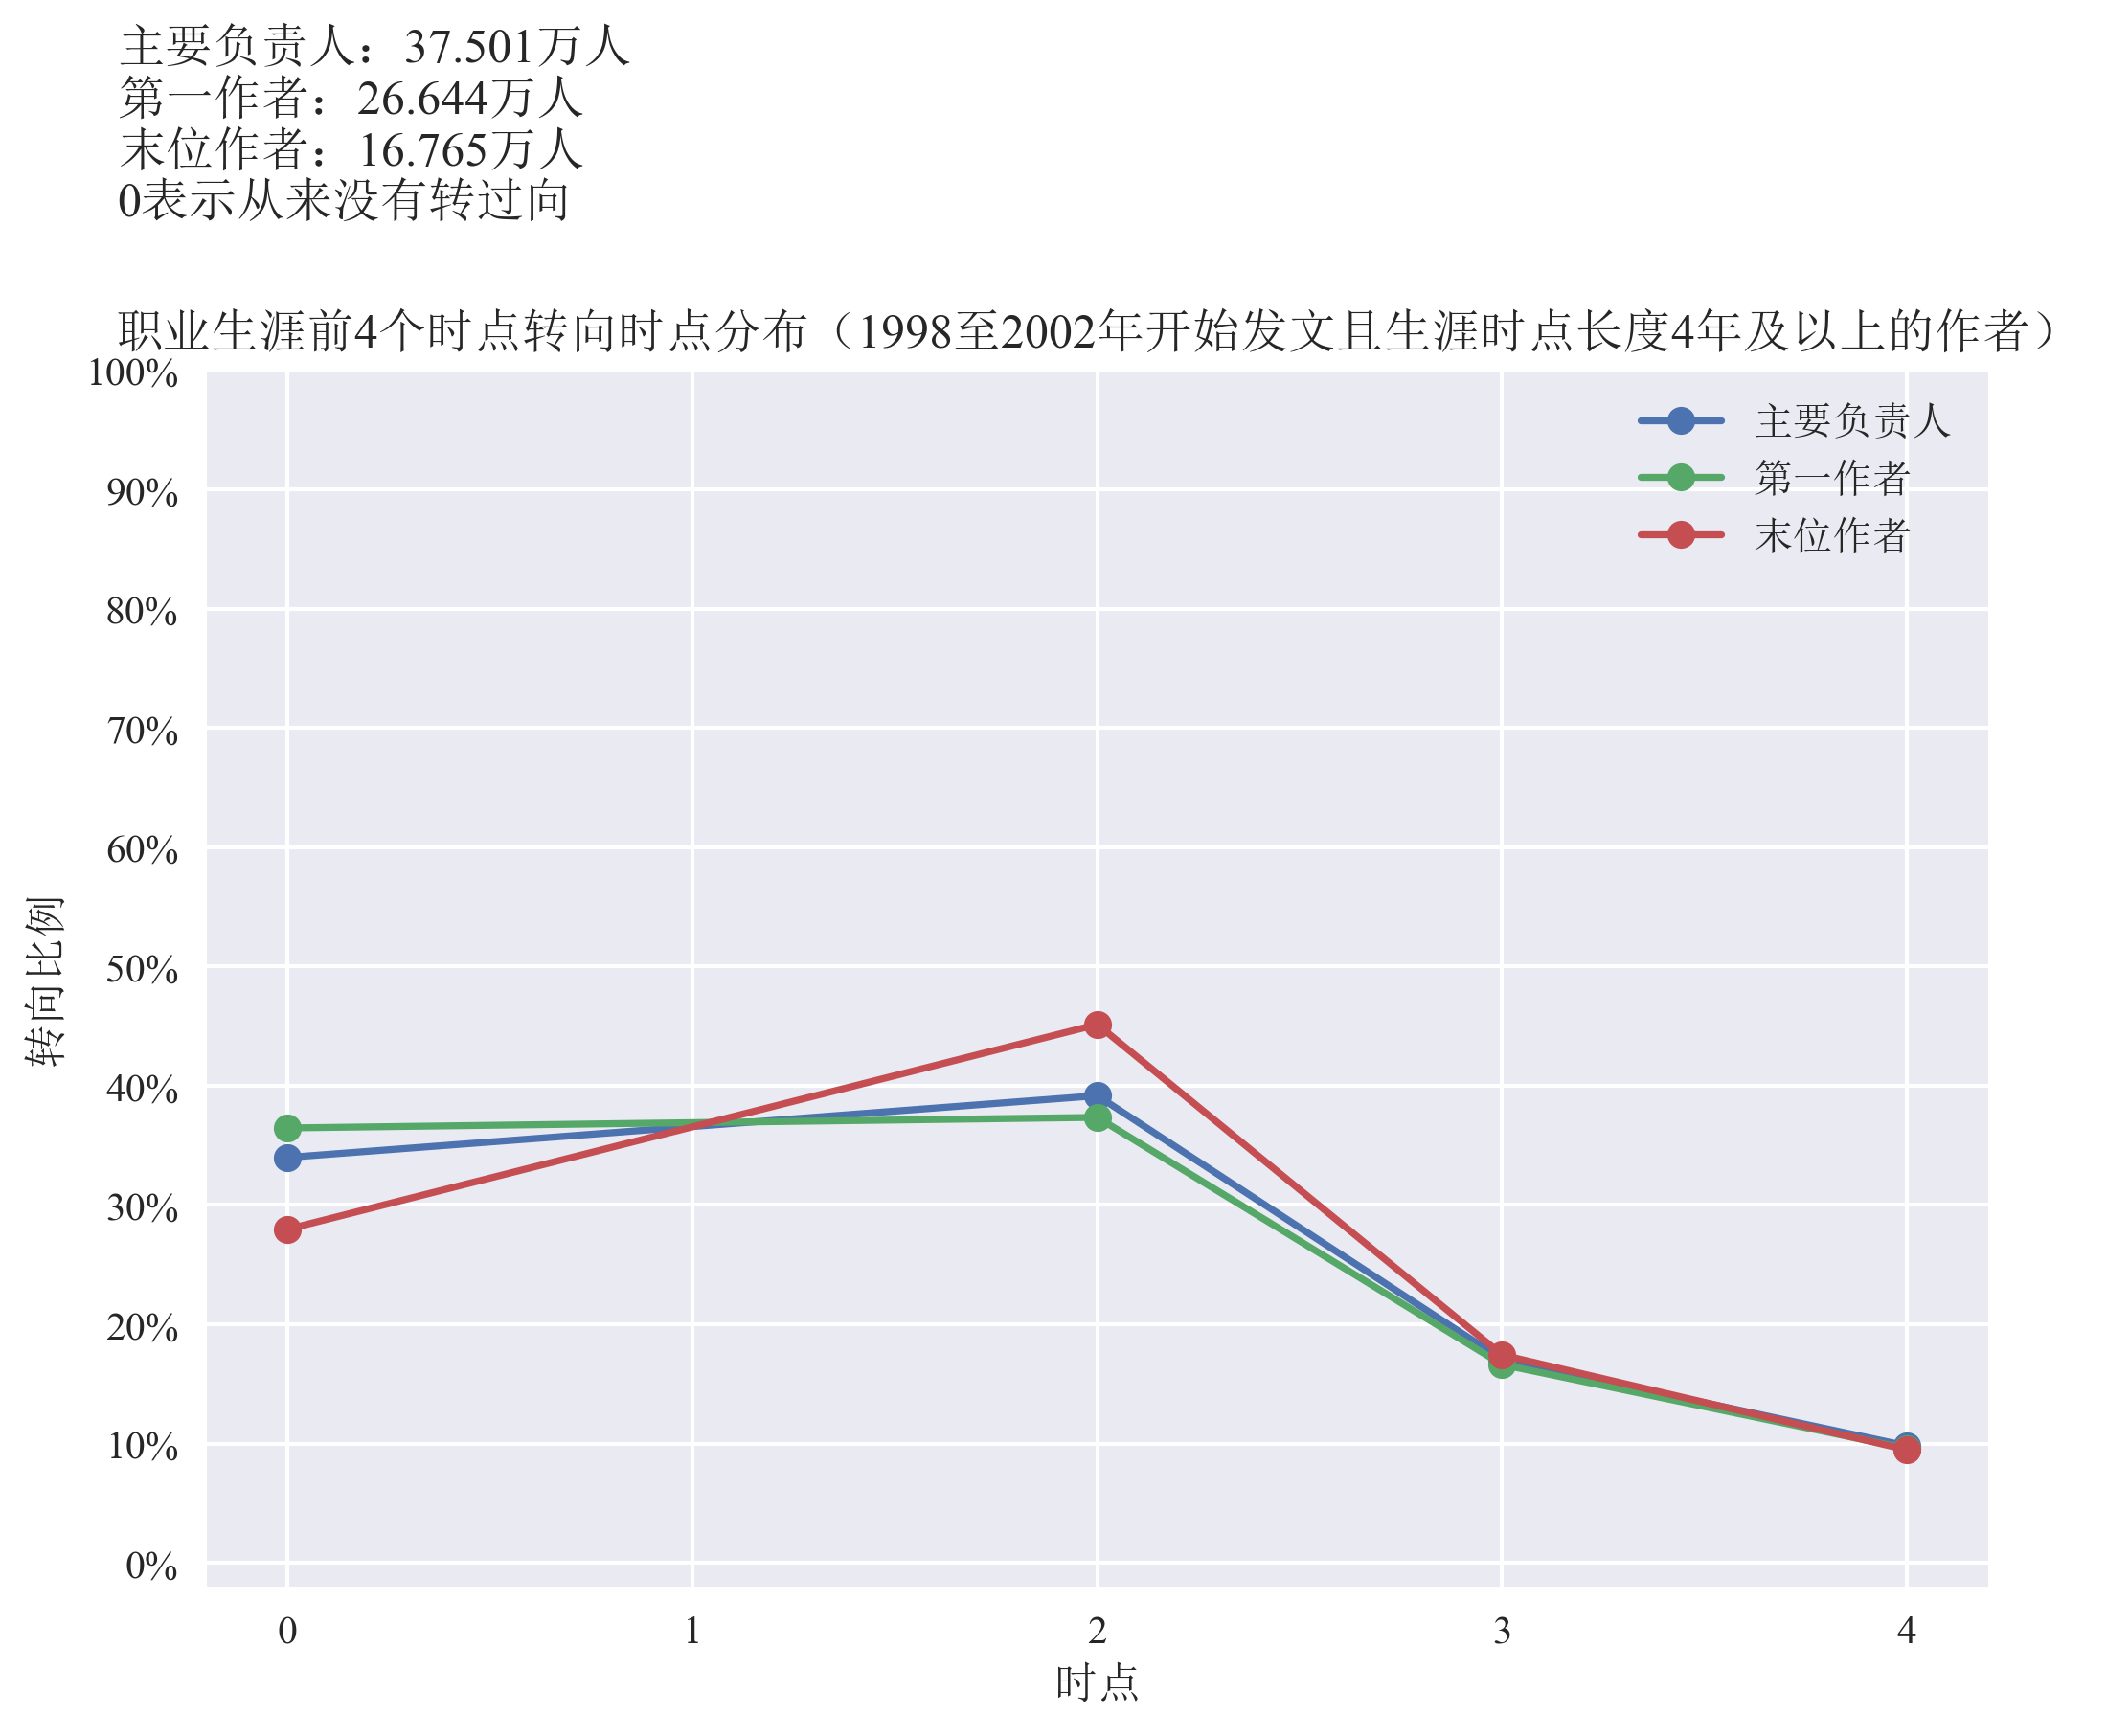 主要负责人：37.501万人
第一作者：26.644万人
末位作者：16.765万人
0表示从来没有转过向
职业生涯前4个时点转向时点分布（1998至2002年开始发文且生涯时点长度4年及以上的作者）
100%
90%
80%
70%
60%
50%
40%
30%
20%
10%
0%
转向比例
主要负责人
第一作者
末位作者
0
1
2
3
4
时点